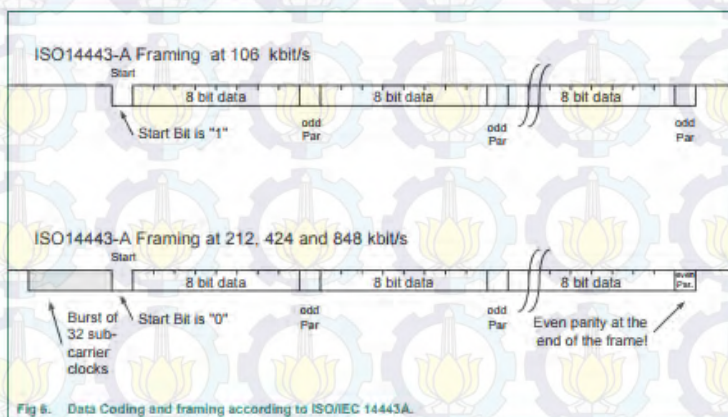 ISO14443-A Framing at 106 kbit/s
Start
8 bit data 8 bit data 8 bit data
Start Bit is "1"
odd Par
odd Par
odd Par
ISO14443-A Framing at 212, 424 and 848 kbit/s
Start
8 bit data 8 bit data 8 bit data
even Par.
Burst of
32 sub-
carrier
clocks
Start Bit is "0"
odd Par
odd Par
Even parity at the
end of the frame!
Fig 6. Data Coding and framing according to ISO/IEC 14443A.